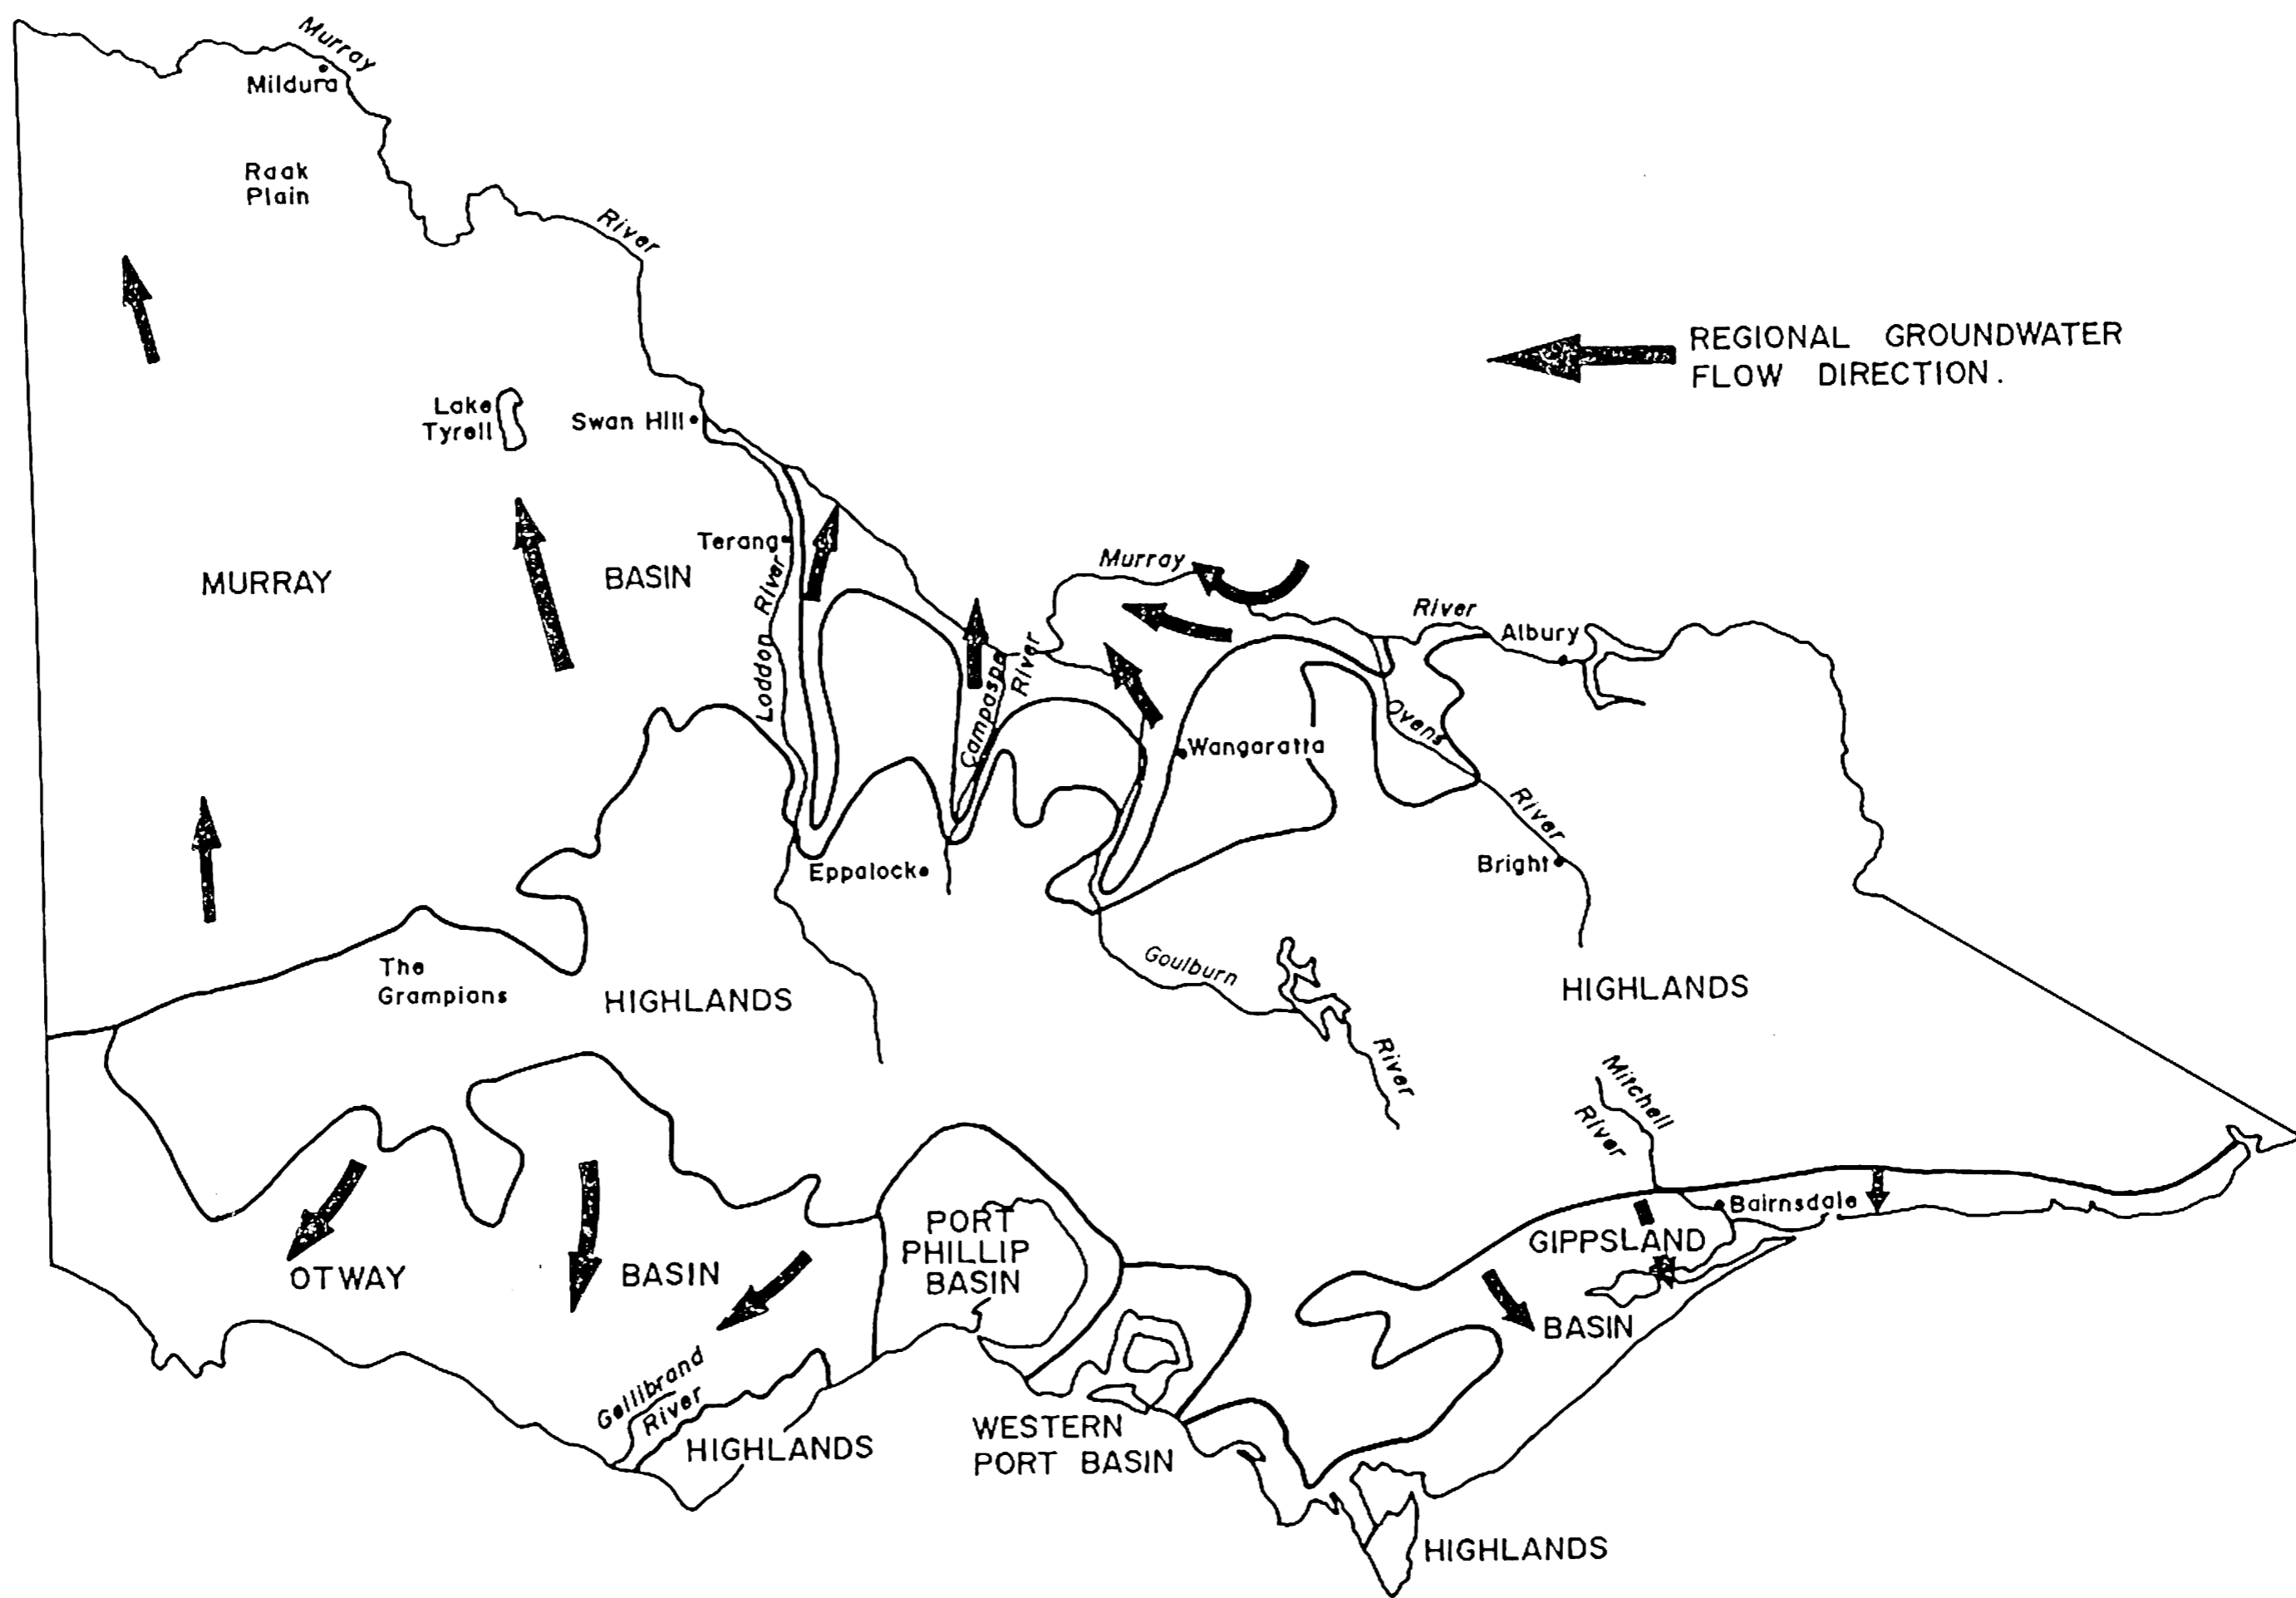 Murray
Mildura
Raak
Plain
River
REGIONAL GROUNDWATER
FLOW DIRECTION.
Lake
Tyrell
Swan Hill
Terang
Murray
MURRAY
BASIN
Loddop River
River
Albury
Campaspe
River
Ovens
Wangaratta
River
Eppalock
Bright
The
Grampians
HIGHLANDS
Goulburn
HIGHLANDS
River
Mitchell
River
PORT
PHILLIP
BASIN
Bairnsdale
GIPPSLAND
OTWAY
BASIN
BASIN
Gellibrand
River
WESTERN
PORT BASIN
HIGHLANDS
HIGHLANDS